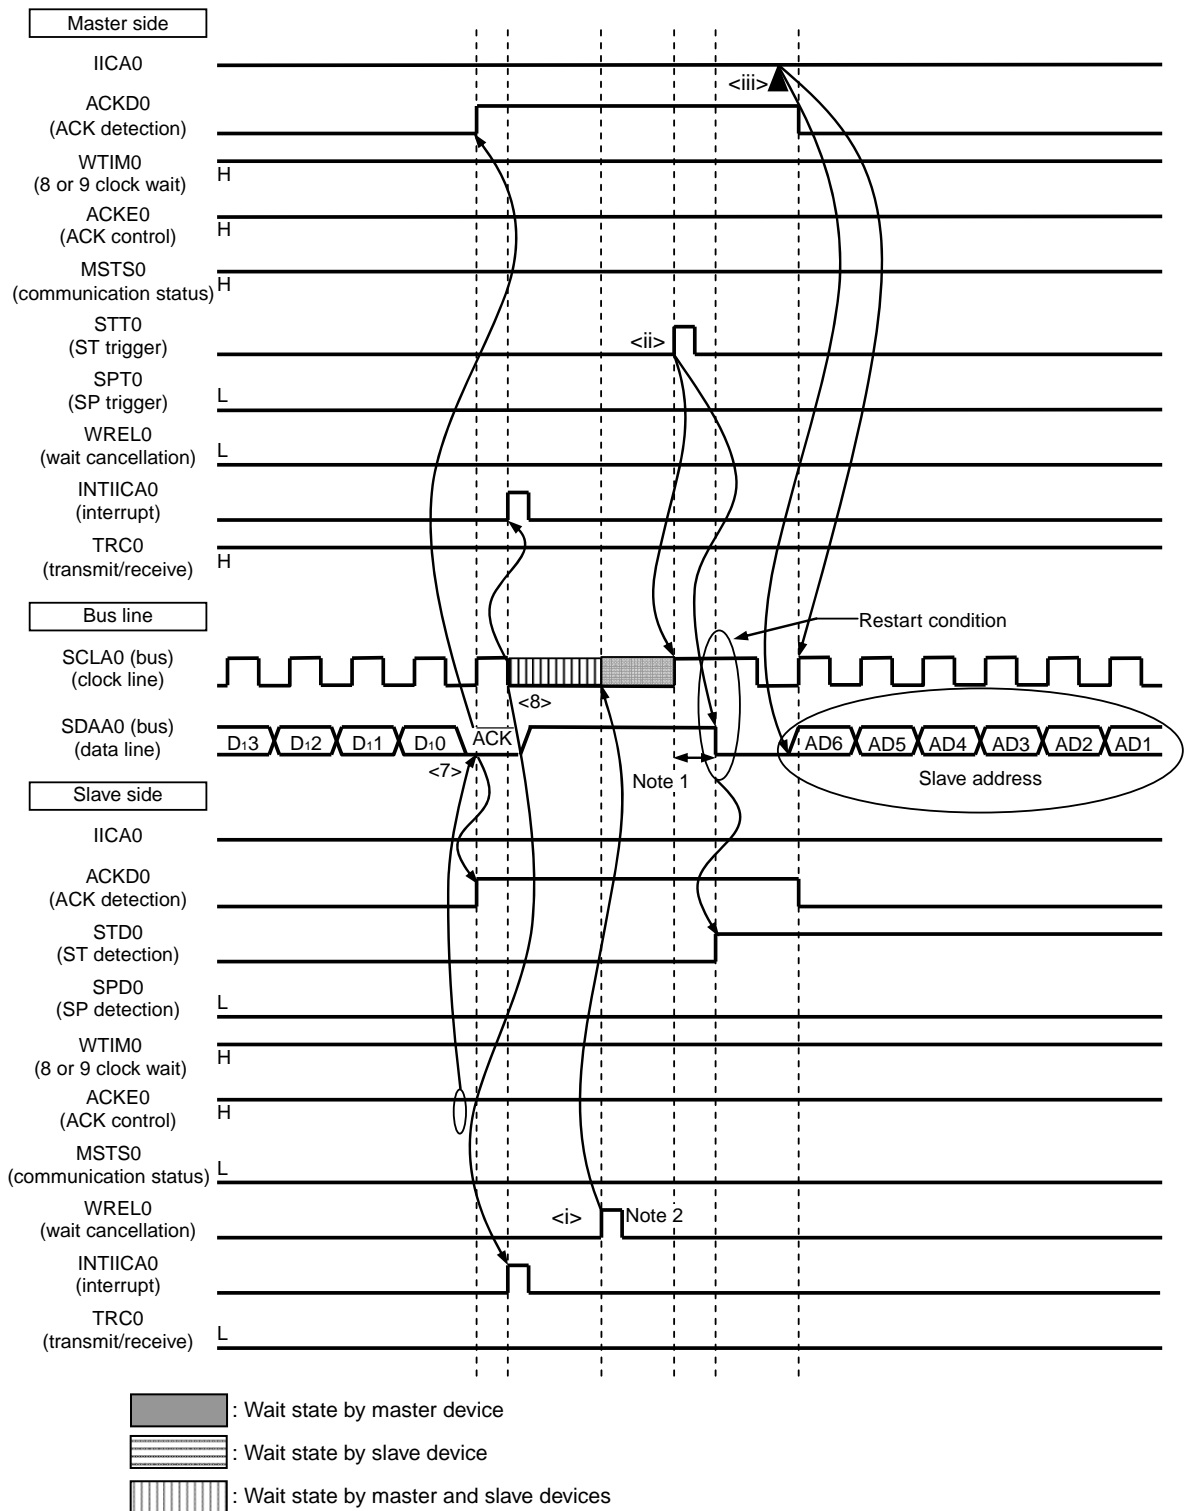 Master side
IICA0
<iii>
ACKD0
(ACK detection)
WTIM0
(8 or 9 clock wait)
H
ACKE0
(ACK control)
H
MSTS0
(communication status)
H
STT0
(ST trigger)
<ii>
SPT0
(SP trigger)
L
WREL0
(wait cancellation)
L
INTIICA0
(interrupt)
TRC0
(transmit/receive)
H
Bus line
Restart condition
SCLA0 (bus)
(clock line)
<8>
SDAA0 (bus)
(data line)
D₁3 D₁2 D₁1 D₁0 ACK AD6 AD5 AD4 AD3 AD2 AD1
<7>
Note 1
Slave address
Slave side
IICA0
ACKD0
(ACK detection)
STD0
(ST detection)
SPD0
(SP detection)
L
WTIM0
(8 or 9 clock wait)
H
ACKE0
(ACK control)
H
MSTS0
(communication status)
L
WREL0
(wait cancellation)
<i>
Note 2
INTIICA0
(interrupt)
TRC0
(transmit/receive)
L
: Wait state by master device
: Wait state by slave device
: Wait state by master and slave devices